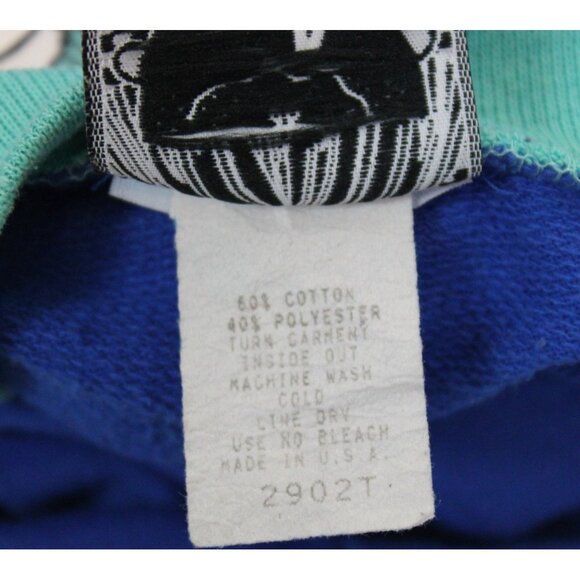 60% COTTON
40% POLYESTER
TURN GARMENT
INSIDE OUT
MACHINE WASH
COLD
LINE DRY
USE NO BLEACH
MADE IN U.S.A.
2902T